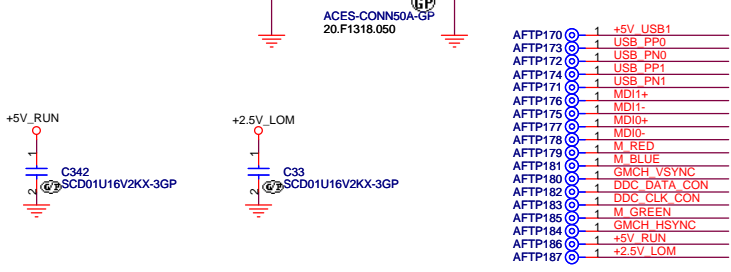 GP
ACES-CONN50A-GP
20.F1318.050
AFTP170 1 +5V_USB1
AFTP173 1 USB_PP0
AFTP172 1 USB_PN0
AFTP174 1 USB_PP1
AFTP171 1 USB_PN1
AFTP176 1 MDI1+
AFTP175 1 MDI1-
AFTP177 1 MDI0+
AFTP178 1 MDI0-
AFTP179 1 M_RED
AFTP181 1 M_BLUE
AFTP180 1 GMCH_VSYNC
AFTP182 1 DDC_DATA_CON
AFTP183 1 DDC_CLK_CON
AFTP185 1 M_GREEN
AFTP184 1 GMCH_HSYNC
AFTP186 1 +5V_RUN
AFTP187 1 +2.5V_LOM
+5V_RUN
1
C342
GP SCD01U16V2KX-3GP
2
+2.5V_LOM
1
C33
GP SCD01U16V2KX-3GP
2